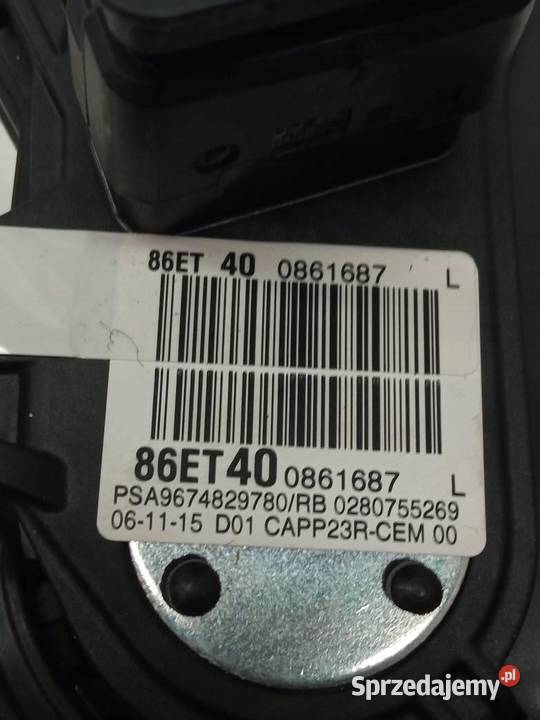 86ET 40 0861687 L
86ET40 0861687 L
PSA9674829780/RB 0280755269
06-11-15 D01 CAPP23R-CEM 00
Sprzedajemy.pl